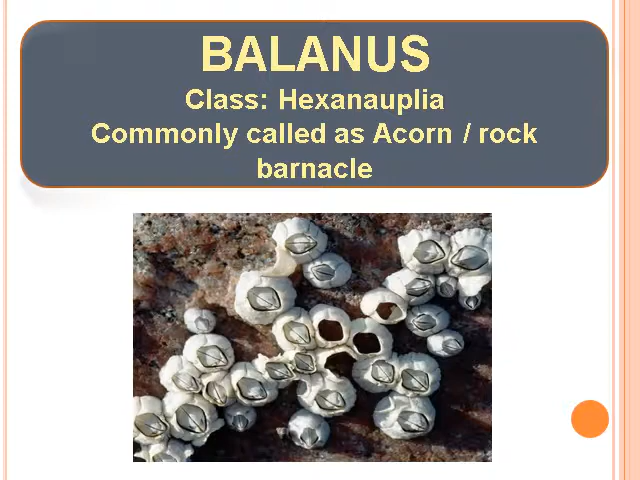 BALANUS
Class: Hexanauplia
Commonly called as Acorn / rock
barnacle